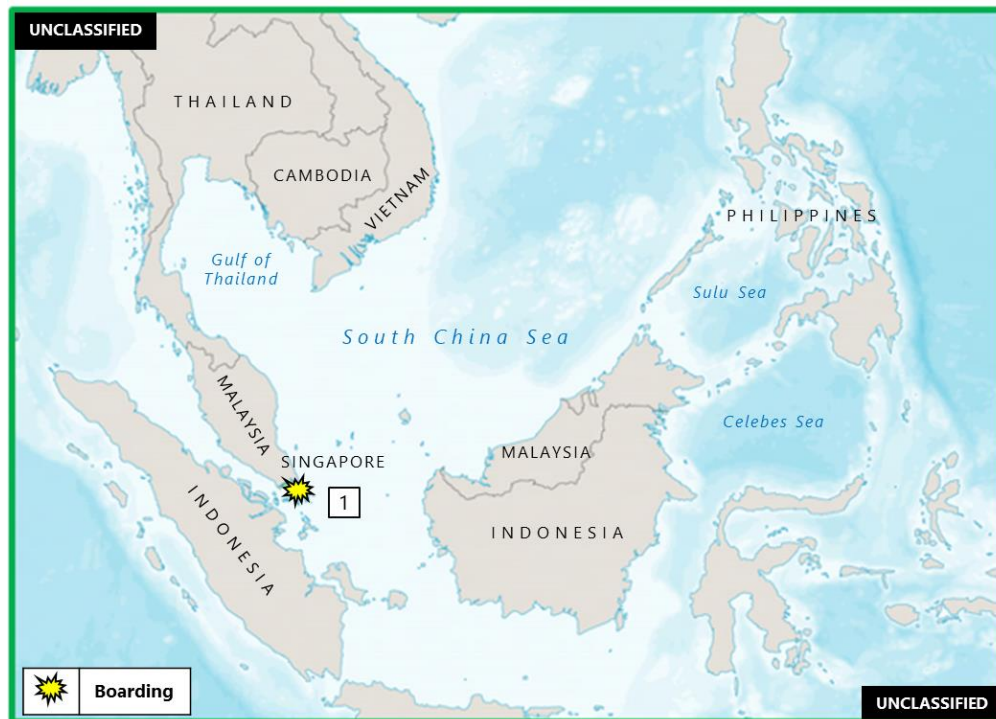 UNCLASSIFIED
THAILAND
CAMBODIA
VIETNAM
PHILIPPINES
Gulf of
Thailand
Sulu Sea
South China Sea
MALAYSIA
Celebes Sea
MALAYSIA
SINGAPORE
1
INDONESIA
INDONESIA
Boarding
UNCLASSIFIED